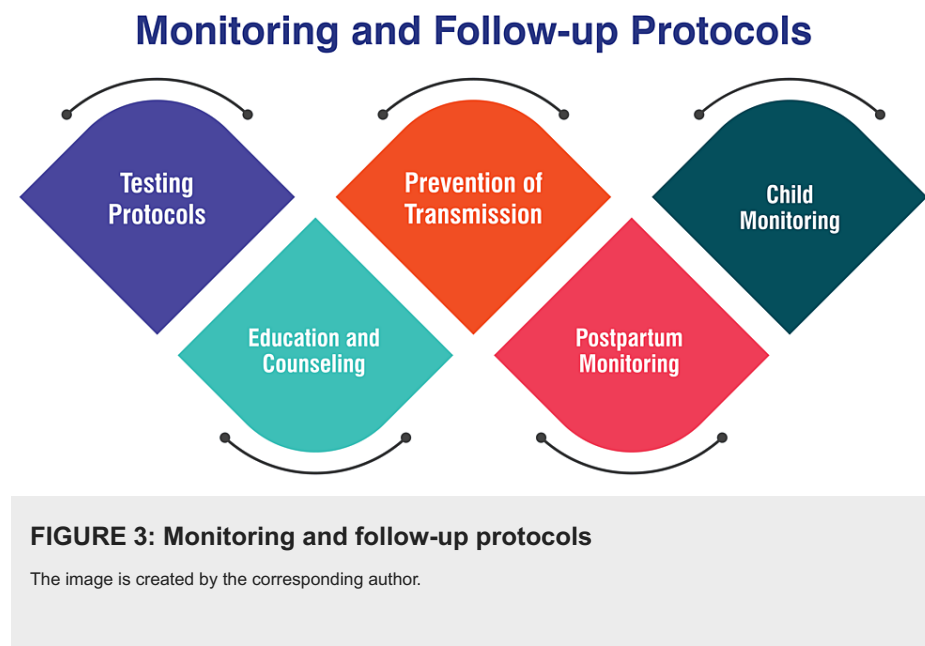 Monitoring and Follow-up Protocols
Testing
Protocols
Education and
Counseling
Prevention of
Transmission
Postpartum
Monitoring
Child
Monitoring
FIGURE 3: Monitoring and follow-up protocols
The image is created by the corresponding author.